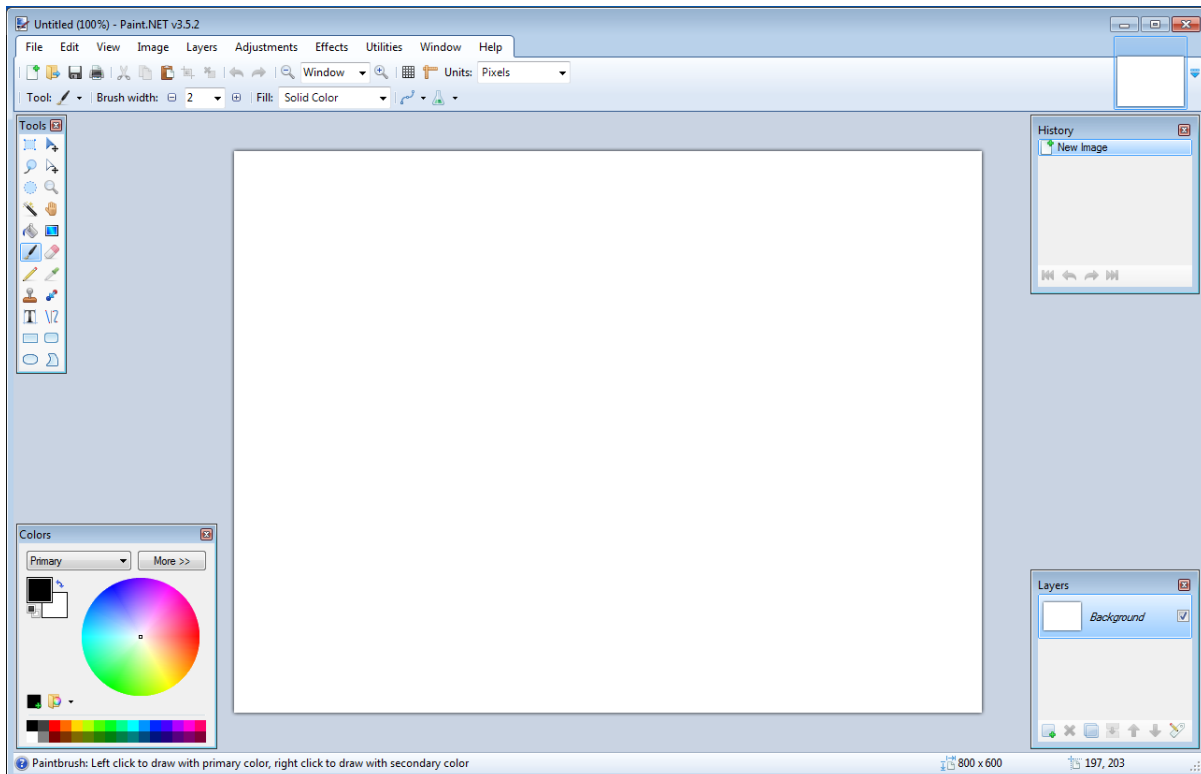 Untitled (100%) - Paint.NET v3.5.2
File Edit View Image Layers Adjustments Effects Utilities Window Help
Window Units: Pixels
Tool: Brush width: 2 Fill: Solid Color
Tools
History
New Image
Colors
Primary More >>
Layers
Background
Paintbrush: Left click to draw with primary color, right click to draw with secondary color 800 x 600 197, 203